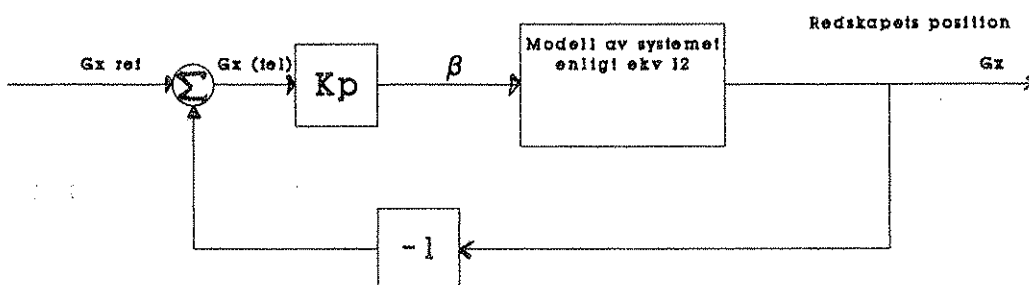 Redskapets position
Gx ref
Σ
Gx (fel)
Kp
β
Modell av systemet
enligt ekv 12
Gx
-1